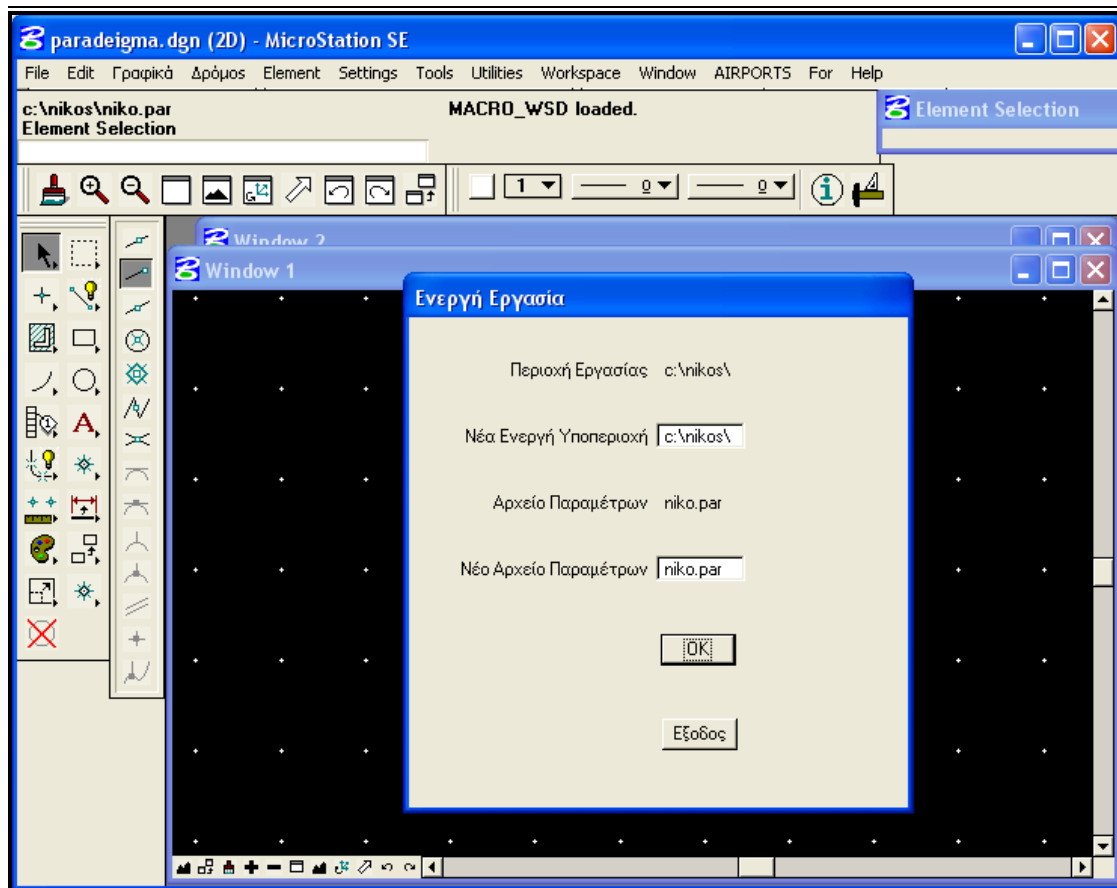 paradeigma.dgn (2D) - MicroStation SE
File Edit Γραφικά Δρόμος Element Settings Tools Utilities Workspace Window AIRPORTS For Help
c:\nikos\niko.par MACRO_WSD loaded.
Element Selection
Element Selection
1 0 0
Window 2
Window 1
Ενεργή Εργασία
Περιοχή Εργασίας c:\nikos\
Νέα Ενεργή Υποπεριοχή c:\nikos\
Αρχείο Παραμέτρων niko.par
Νέο Αρχείο Παραμέτρων niko.par
OK
Εξοδος